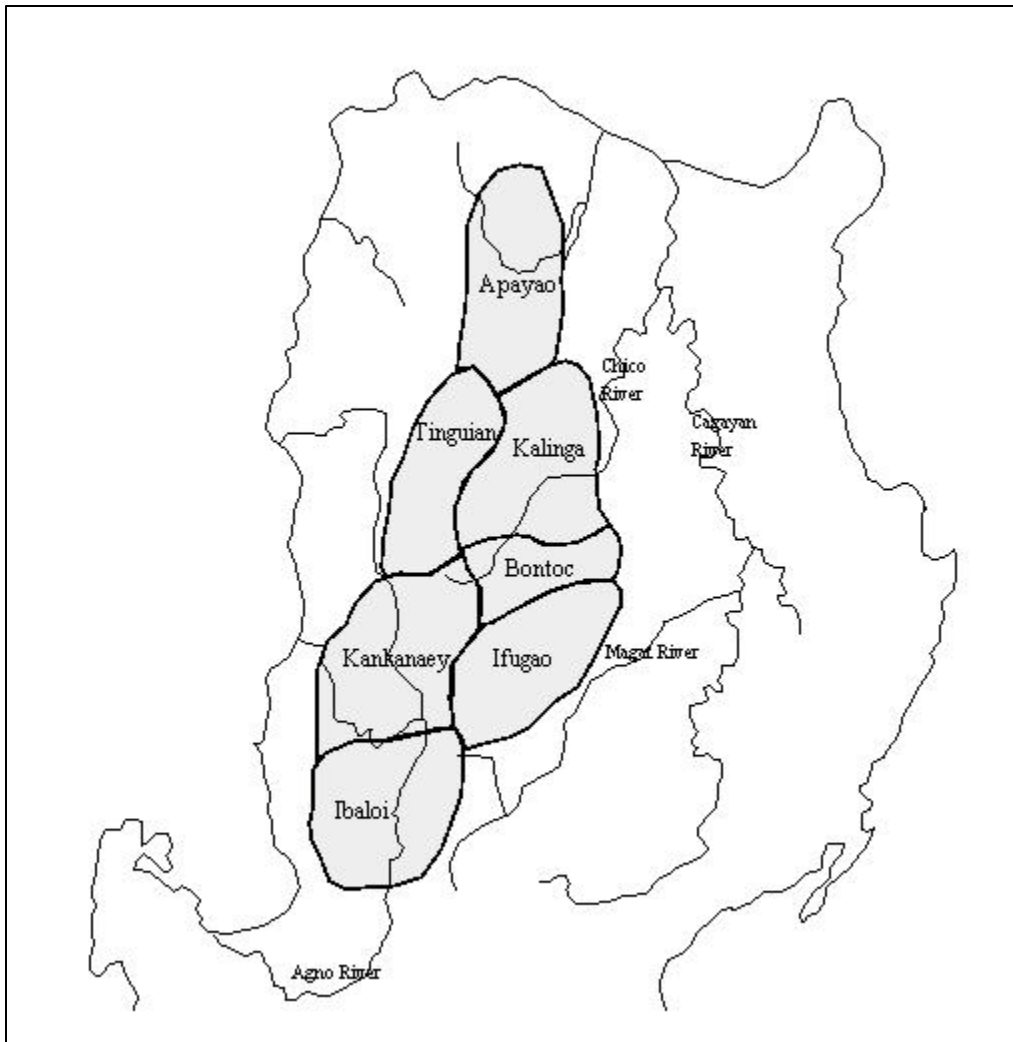 Apayao
Chico
River
Tinguian
Cagayan
River
Kalinga
Bontoc
Kankanaey
Ifugao
Magat River
Ibaloi
Agno River